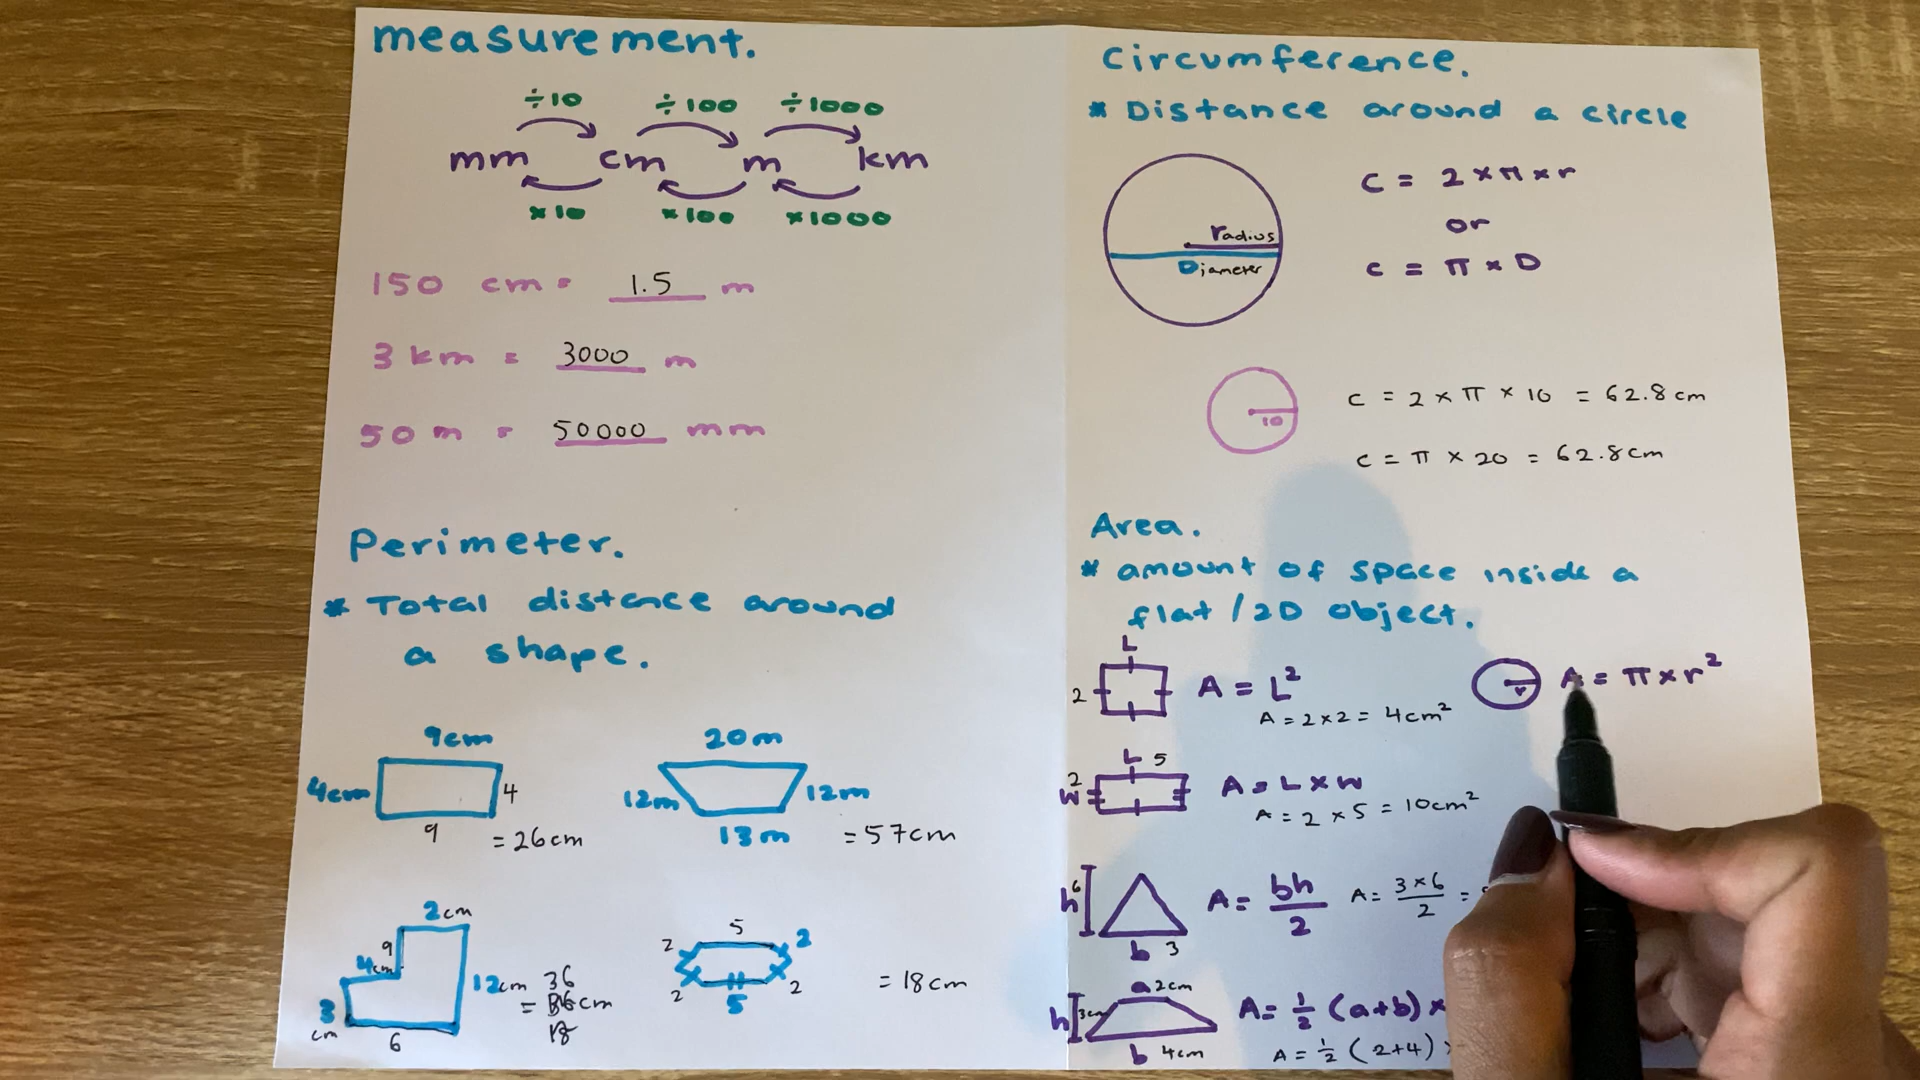 measurement.
÷10 ÷100 ÷1000
mm cm m km
×10 ×100 ×1000
150 cm = 1.5 m
3 km = 3000 m
50 m = 50000 mm
Perimeter.
* Total distance around
a shape.
9cm
4cm 4
9
= 26cm
20m
12m 12m
13m
= 57cm
2cm
9
4cm
12cm
3
cm
6
36
= cm
5
2 2
2 2
5
= 18cm
circumference.
* Distance around a circle
radius
Diameter
C = 2 × π × r
or
C = π × D
10
C = 2 × π × 10 = 62.8cm
C = π × 20 = 62.8cm
Area.
* amount of space inside a
flat / 2D object.
L
2
A = L²
A = 2 × 2 = 4cm²
r
A = π × r²
L 5
2
W
A = L × W
A = 2 × 5 = 10cm²
6
h
b 3
A = bh/2
A = 3 × 6/2 =
a 2cm
h 3cm
b 4cm
A = ½ (a+b) ×
A = ½ (2+4)